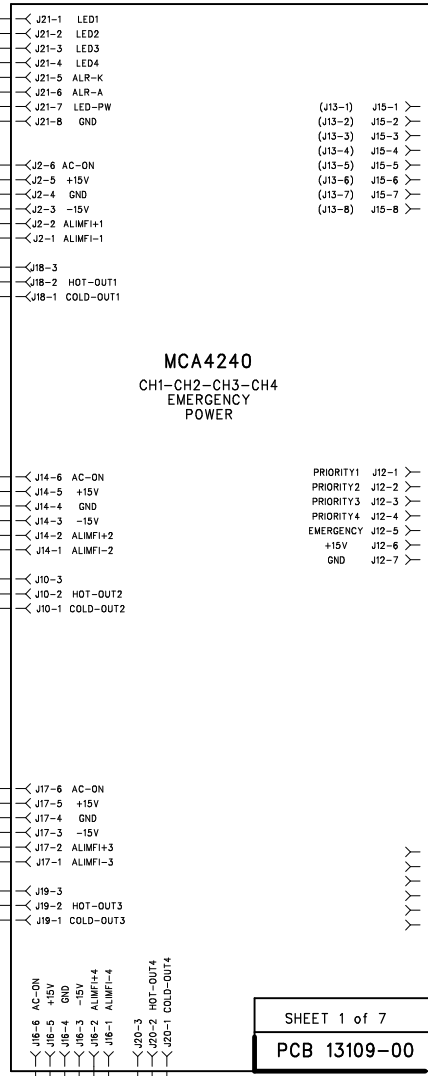 J21-1 LED1
J21-2 LED2
J21-3 LED3
J21-4 LED4
J21-5 ALR-K
J21-6 ALR-A
J21-7 LED-PW
J21-8 GND
(J13-1) J15-1
(J13-2) J15-2
(J13-3) J15-3
(J13-4) J15-4
(J13-5) J15-5
(J13-6) J15-6
(J13-7) J15-7
(J13-8) J15-8
J2-6 AC-ON
J2-5 +15V
J2-4 GND
J2-3 -15V
J2-2 ALIMFI+1
J2-1 ALIMFI-1
J18-3
J18-2 HOT-OUT1
J18-1 COLD-OUT1
MCA4240
CH1-CH2-CH3-CH4
EMERGENCY
POWER
J14-6 AC-ON
J14-5 +15V
J14-4 GND
J14-3 -15V
J14-2 ALIMFI+2
J14-1 ALIMFI-2
PRIORITY1 J12-1
PRIORITY2 J12-2
PRIORITY3 J12-3
PRIORITY4 J12-4
EMERGENCY J12-5
+15V J12-6
GND J12-7
J10-3
J10-2 HOT-OUT2
J10-1 COLD-OUT2
J17-6 AC-ON
J17-5 +15V
J17-4 GND
J17-3 -15V
J17-2 ALIMFI+3
J17-1 ALIMFI-3
J19-3
J19-2 HOT-OUT3
J19-1 COLD-OUT3
J16-6 AC-ON
J16-5 +15V
J16-4 GND
J16-3 -15V
J16-2 ALIMFI+4
J16-1 ALIMFI-4
J20-3
J20-2 HOT-OUT4
J20-1 COLD-OUT4
SHEET 1 of 7
PCB 13109-00